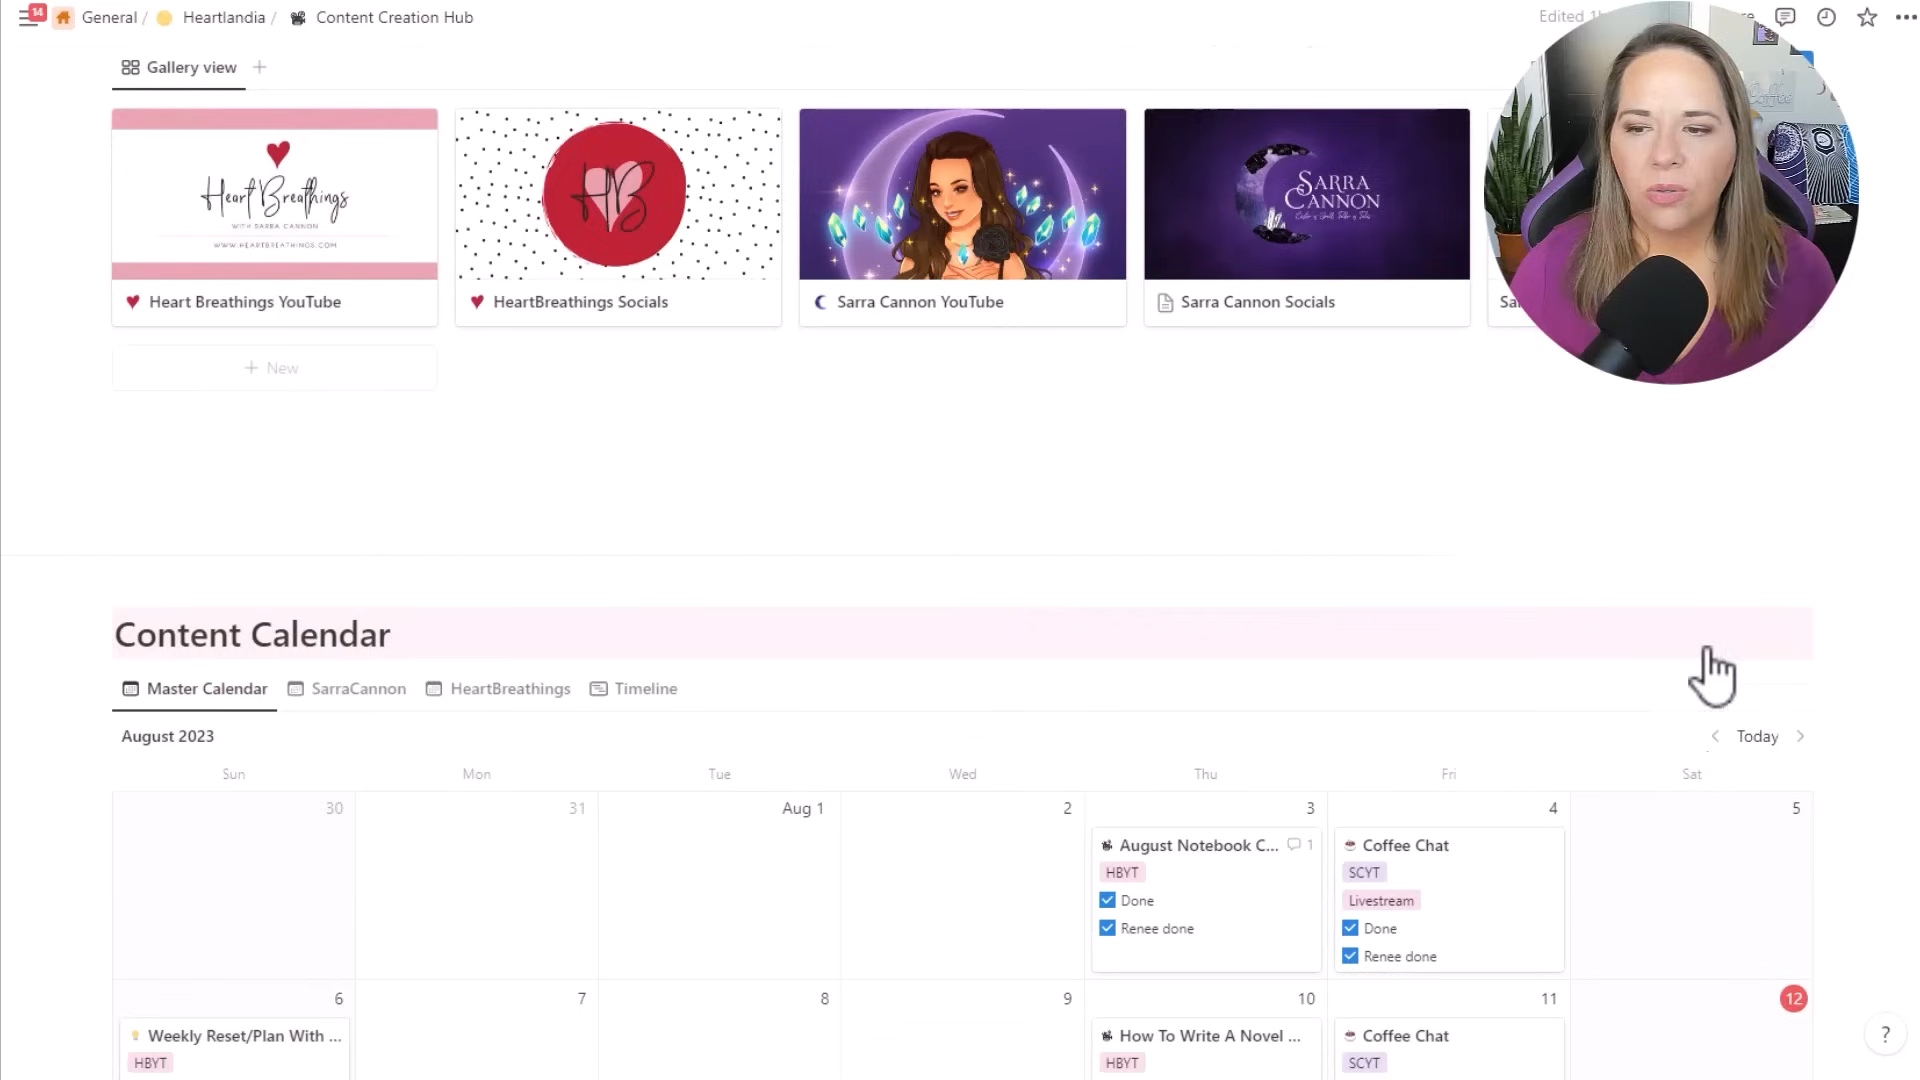 14
General / Heartlandia / Content Creation Hub
Edited
Gallery view
Heart Breathings
WITH SARRA CANNON
WWW.HEARTBREATHINGS.COM
HB
SARRA
CANNON
Heart Breathings YouTube
HeartBreathings Socials
Sarra Cannon YouTube
Sarra Cannon Socials
+ New
Content Calendar
Master Calendar SarraCannon HeartBreathings Timeline
August 2023
Today
Sun Mon Tue Wed Thu Fri Sat
30 31 Aug 1 2 3 4 5
August Notebook C... 1
HBYT
Done
Renee done
Coffee Chat
SCYT
Livestream
Done
Renee done
6 7 8 9 10 11 12
Weekly Reset/Plan With ...
HBYT
How To Write A Novel ...
HBYT
Coffee Chat
SCYT
?